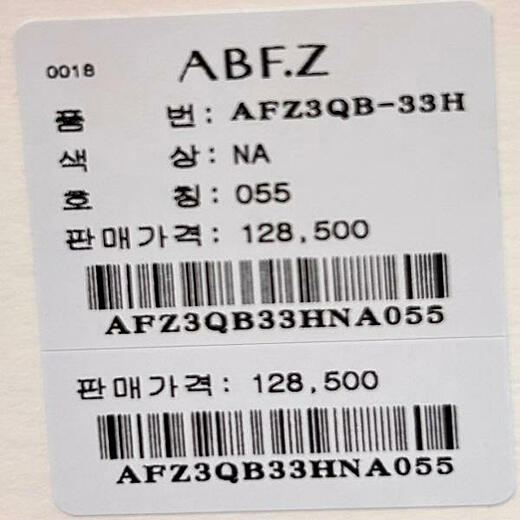 0018 ABF.Z
품 번: AFZ3QB-33H
색 상: NA
호 칭: 055
판매가격: 128,500
AFZ3QB33HNA055
판매가격: 128,500
AFZ3QB33HNA055